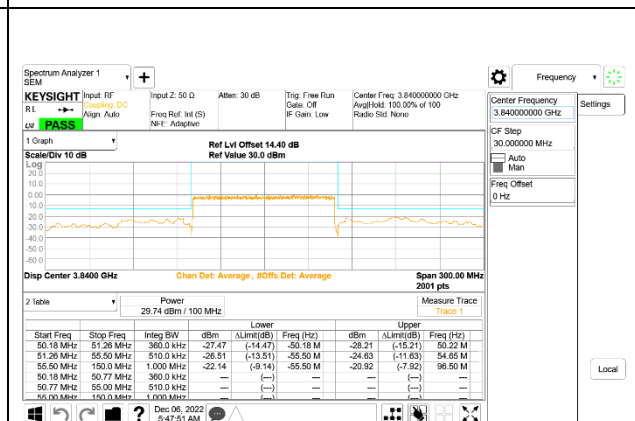 Spectrum Analyzer 1
SEM
Frequency
KEYSIGHT Input: RF Input Z: 50 Ω Atten: 30 dB Trig: Free Run Center Freq: 3.840000000 GHz
R L Coupling: DC Gate: Off Avg|Hold: 100.00% of 100
Align: Auto Freq Ref: Int (S) IF Gain: Low Radio Std: None
NFE: Adaptive
PASS
Center Frequency
3.840000000 GHz
Settings
CF Step
30.000000 MHz
Auto
Man
Freq Offset
0 Hz
1 Graph
Ref Lvl Offset 14.40 dB
Scale/Div 10 dB Ref Value 30.0 dBm
Log
20.0
10.0
0.00
-10.0
-20.0
-30.0
-40.0
-50.0
-60.0
Disp Center 3.8400 GHz Chan Det: Average , #Offs Det: Average Span 300.00 MHz
2001 pts
2 Table Power Measure Trace
29.74 dBm / 100 MHz Trace 1
Lower Upper
Start Freq Stop Freq Integ BW dBm ΔLimit(dB) Freq (Hz) dBm ΔLimit(dB) Freq (Hz)
50.18 MHz 51.26 MHz 360.0 kHz -27.47 (-14.47) -50.18 M -28.21 (-15.21) 50.22 M
51.26 MHz 55.50 MHz 510.0 kHz -26.51 (-13.51) -55.50 M -24.63 (-11.63) 54.65 M
55.50 MHz 150.0 MHz 1.000 MHz -22.14 (-9.14) -55.50 M -20.92 (-7.92) 96.50 M
50.18 MHz 50.77 MHz 360.0 kHz --- (---) --- --- (---) ---
50.77 MHz 55.00 MHz 510.0 kHz --- (---) --- --- (---) ---
55.00 MHz 150.0 MHz 1.000 MHz --- (---) --- --- (---) ---
Local
? Dec 06, 2022
5:47:51 AM